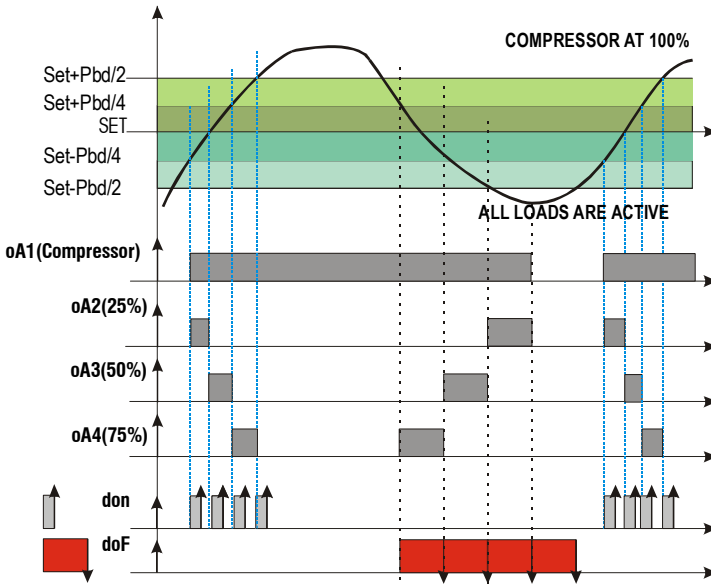 COMPRESSOR AT 100%
Set+Pbd/2
Set+Pbd/4
SET
Set-Pbd/4
Set-Pbd/2
ALL LOADS ARE ACTIVE
oA1(Compressor)
oA2(25%)
oA3(50%)
oA4(75%)
don
doF